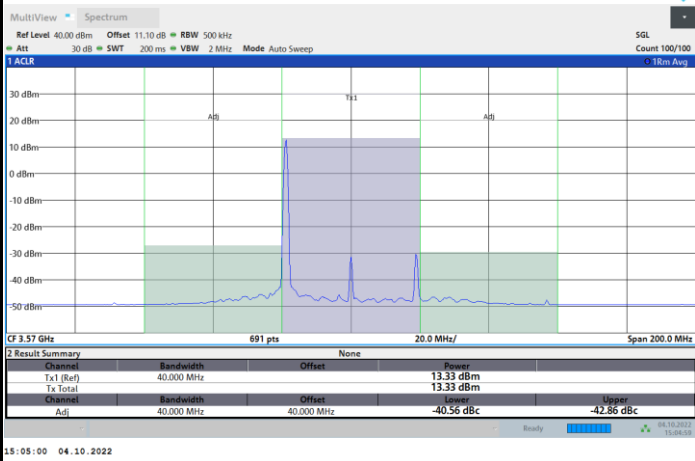 MultiView Spectrum
Ref Level 40.00 dBm Offset 11.10 dB RBW 500 kHz SGL
Att 30 dB SWT 200 ms VBW 2 MHz Mode Auto Sweep Count 100/100
1 ACLR 1Rm Avg
30 dBm
Tx1
20 dBm
Adj Adj
10 dBm
0 dBm
-10 dBm
-20 dBm
-30 dBm
-40 dBm
-50 dBm
CF 3.57 GHz 691 pts 20.0 MHz/ Span 200.0 MHz
2 Result Summary None
Channel Bandwidth Offset Power
Tx1 (Ref) 40.000 MHz 13.33 dBm
Tx Total 13.33 dBm
Channel Bandwidth Offset Lower Upper
Adj 40.000 MHz 40.000 MHz -40.56 dBc -42.86 dBc
Ready 04.10.2022
15:04:59
15:05:00 04.10.2022